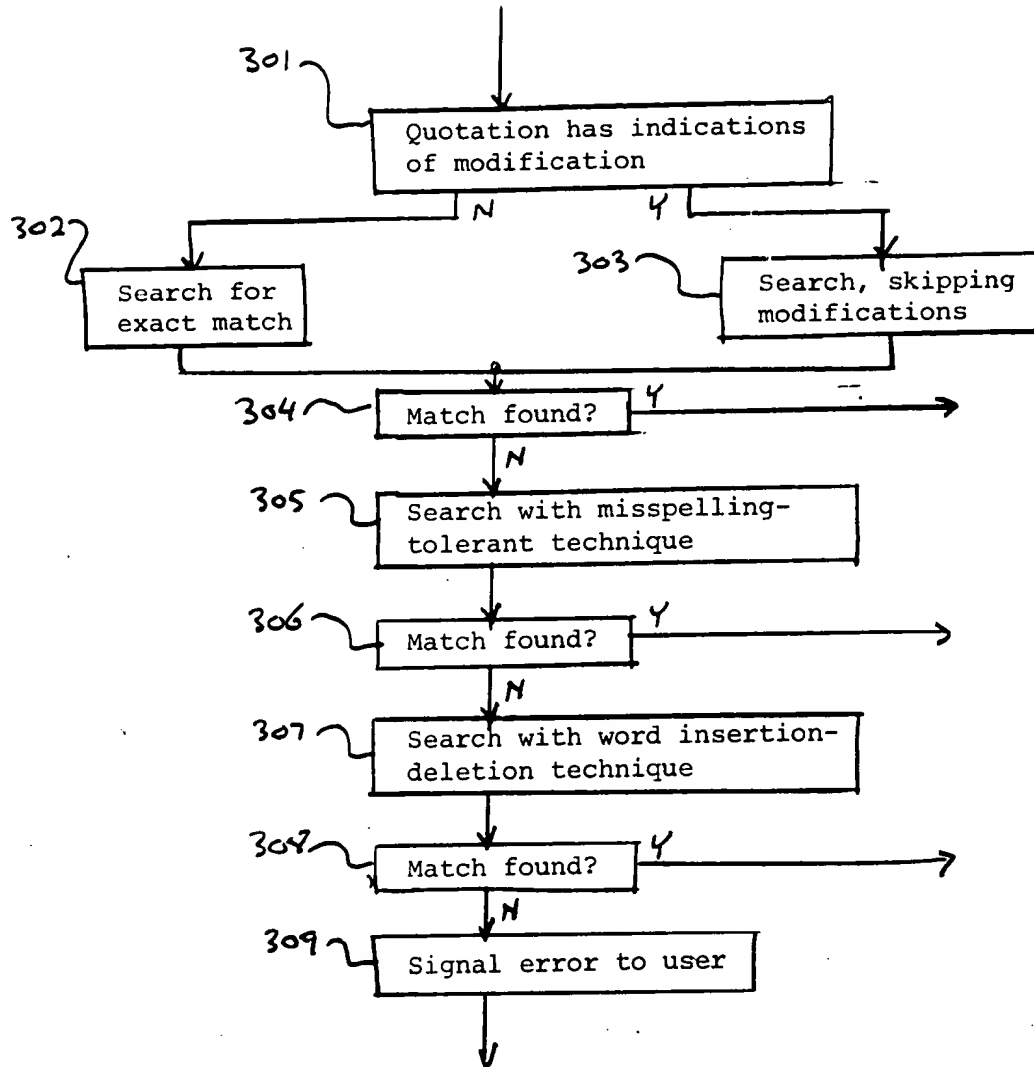 301
Quotation has indications
of modification
N
Y
302
Search for
exact match
303
Search, skipping
modifications
304
Match found?
Y
N
305
Search with misspelling-
tolerant technique
306
Match found?
Y
N
307
Search with word insertion-
deletion technique
308
Match found?
Y
N
309
Signal error to user